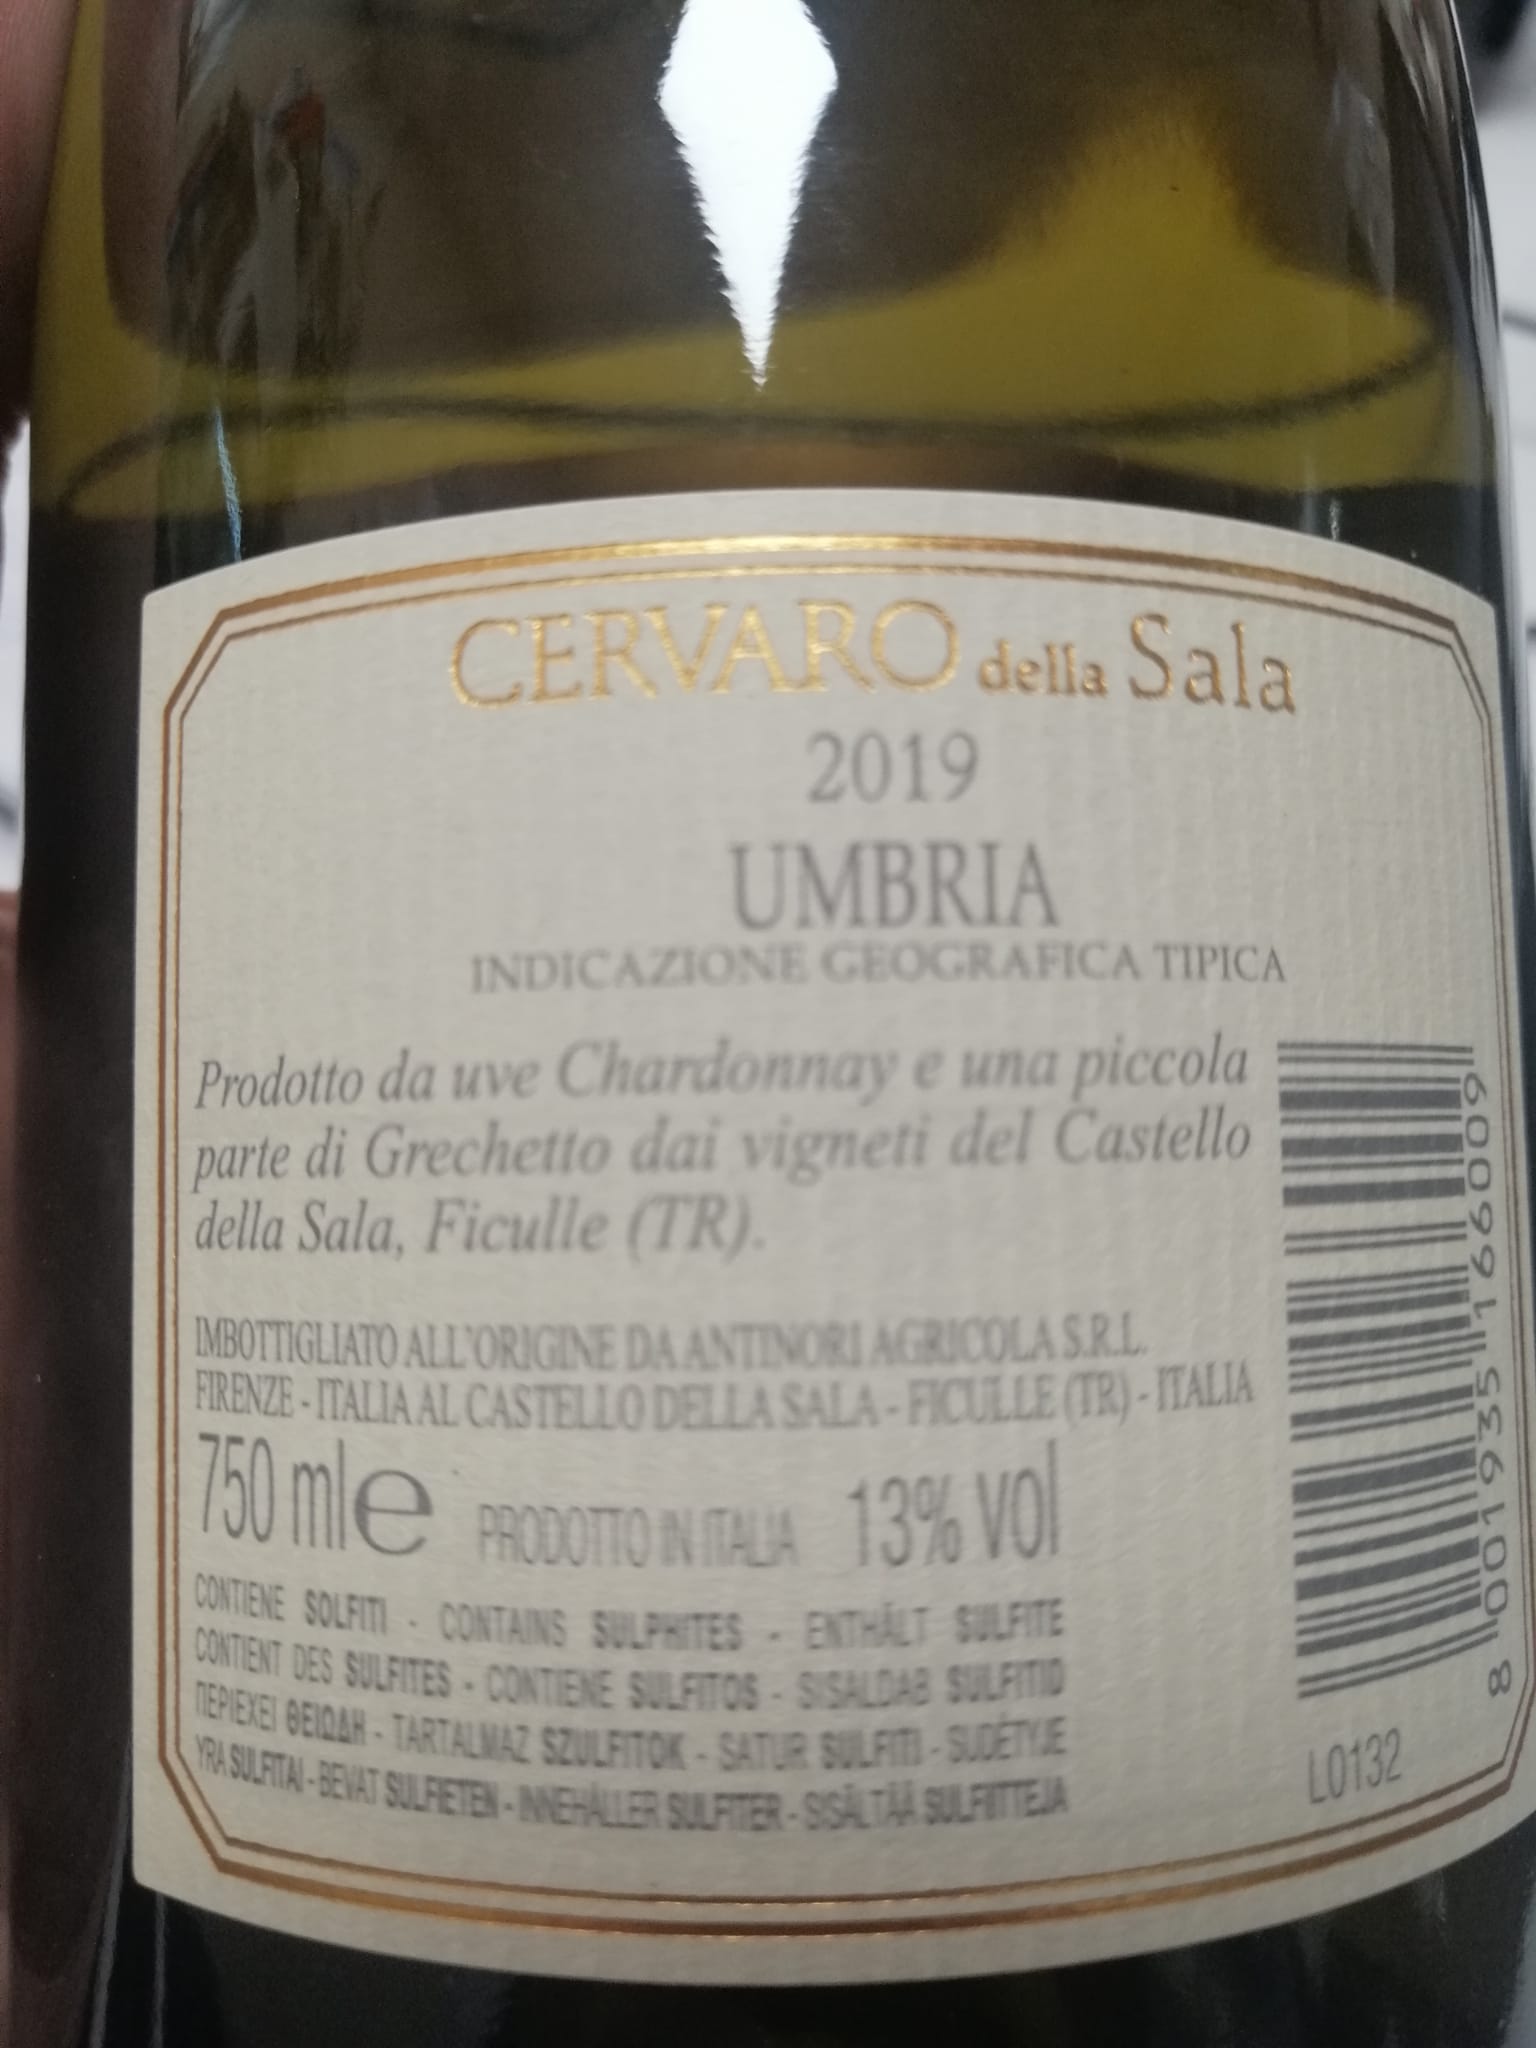 CERVARO della Sala
2019
UMBRIA
INDICAZIONE GEOGRAFICA TIPICA
Prodotto da uve Chardonnay e una piccola
parte di Grechetto dai vigneti del Castello
della Sala, Ficulle (TR).
IMBOTTIGLIATO ALL'ORIGINE DA ANTINORI AGRICOLA S.R.L.
FIRENZE - ITALIA AL CASTELLO DELLA SALA - FICULLE (TR) - ITALIA
750 ml e PRODOTTO IN ITALIA 13% vol
CONTIENE SOLFITI - CONTAINS SULPHITES - ENTHÄLT SULFITE
CONTIENT DES SULFITES - CONTIENE SULFITOS - SISALDAB SULFITID
ΠΕΡΙΕΧΕΙ ΘΕΙΩΔΗ - TARTALMAZ SZULFITOK - SATUR SULFITI - SUDĖTYJE
YRA SULFITAI - BEVAT SULFIETEN - INNEHÅLLER SULFITER - SISÄLTÄÄ SULFIITTEJA
8 001935 166009
L0132